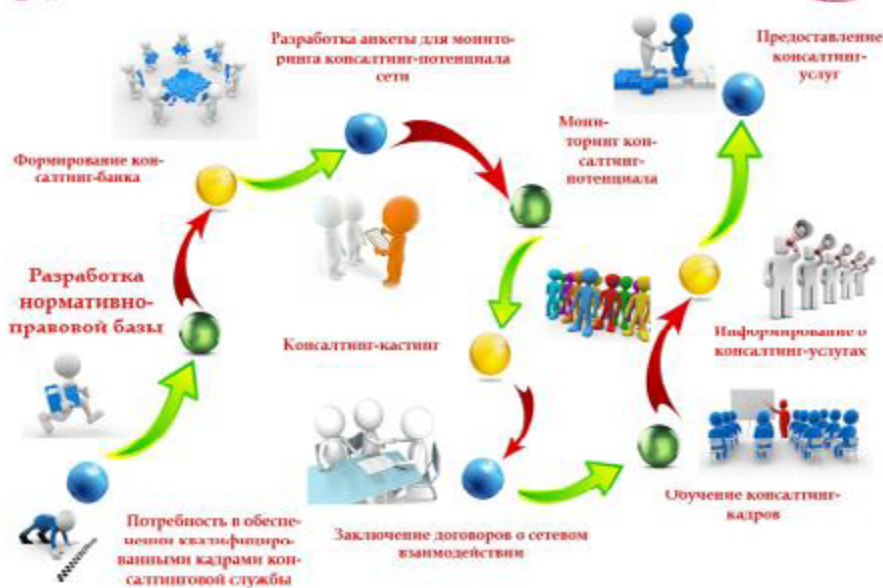 Разработка анкеты для монито-
ринга консалтинг-потенциала
сети
Предоставление
консалтинг-
услуг
Формирование кон-
салтинг-банка
Мони-
торинг кон-
салтинг-
потенциала
Разработка
нормативно-
правовой базы
Консалтинг-кастинг
Информирование о
консалтинг-услугах
Потребность в обеспе-
чении квалифициро-
ванными кадрами кон-
салтинговой службы
Заключение договоров о сетевом
взаимодействии
Обучение консалтинг-
кадров